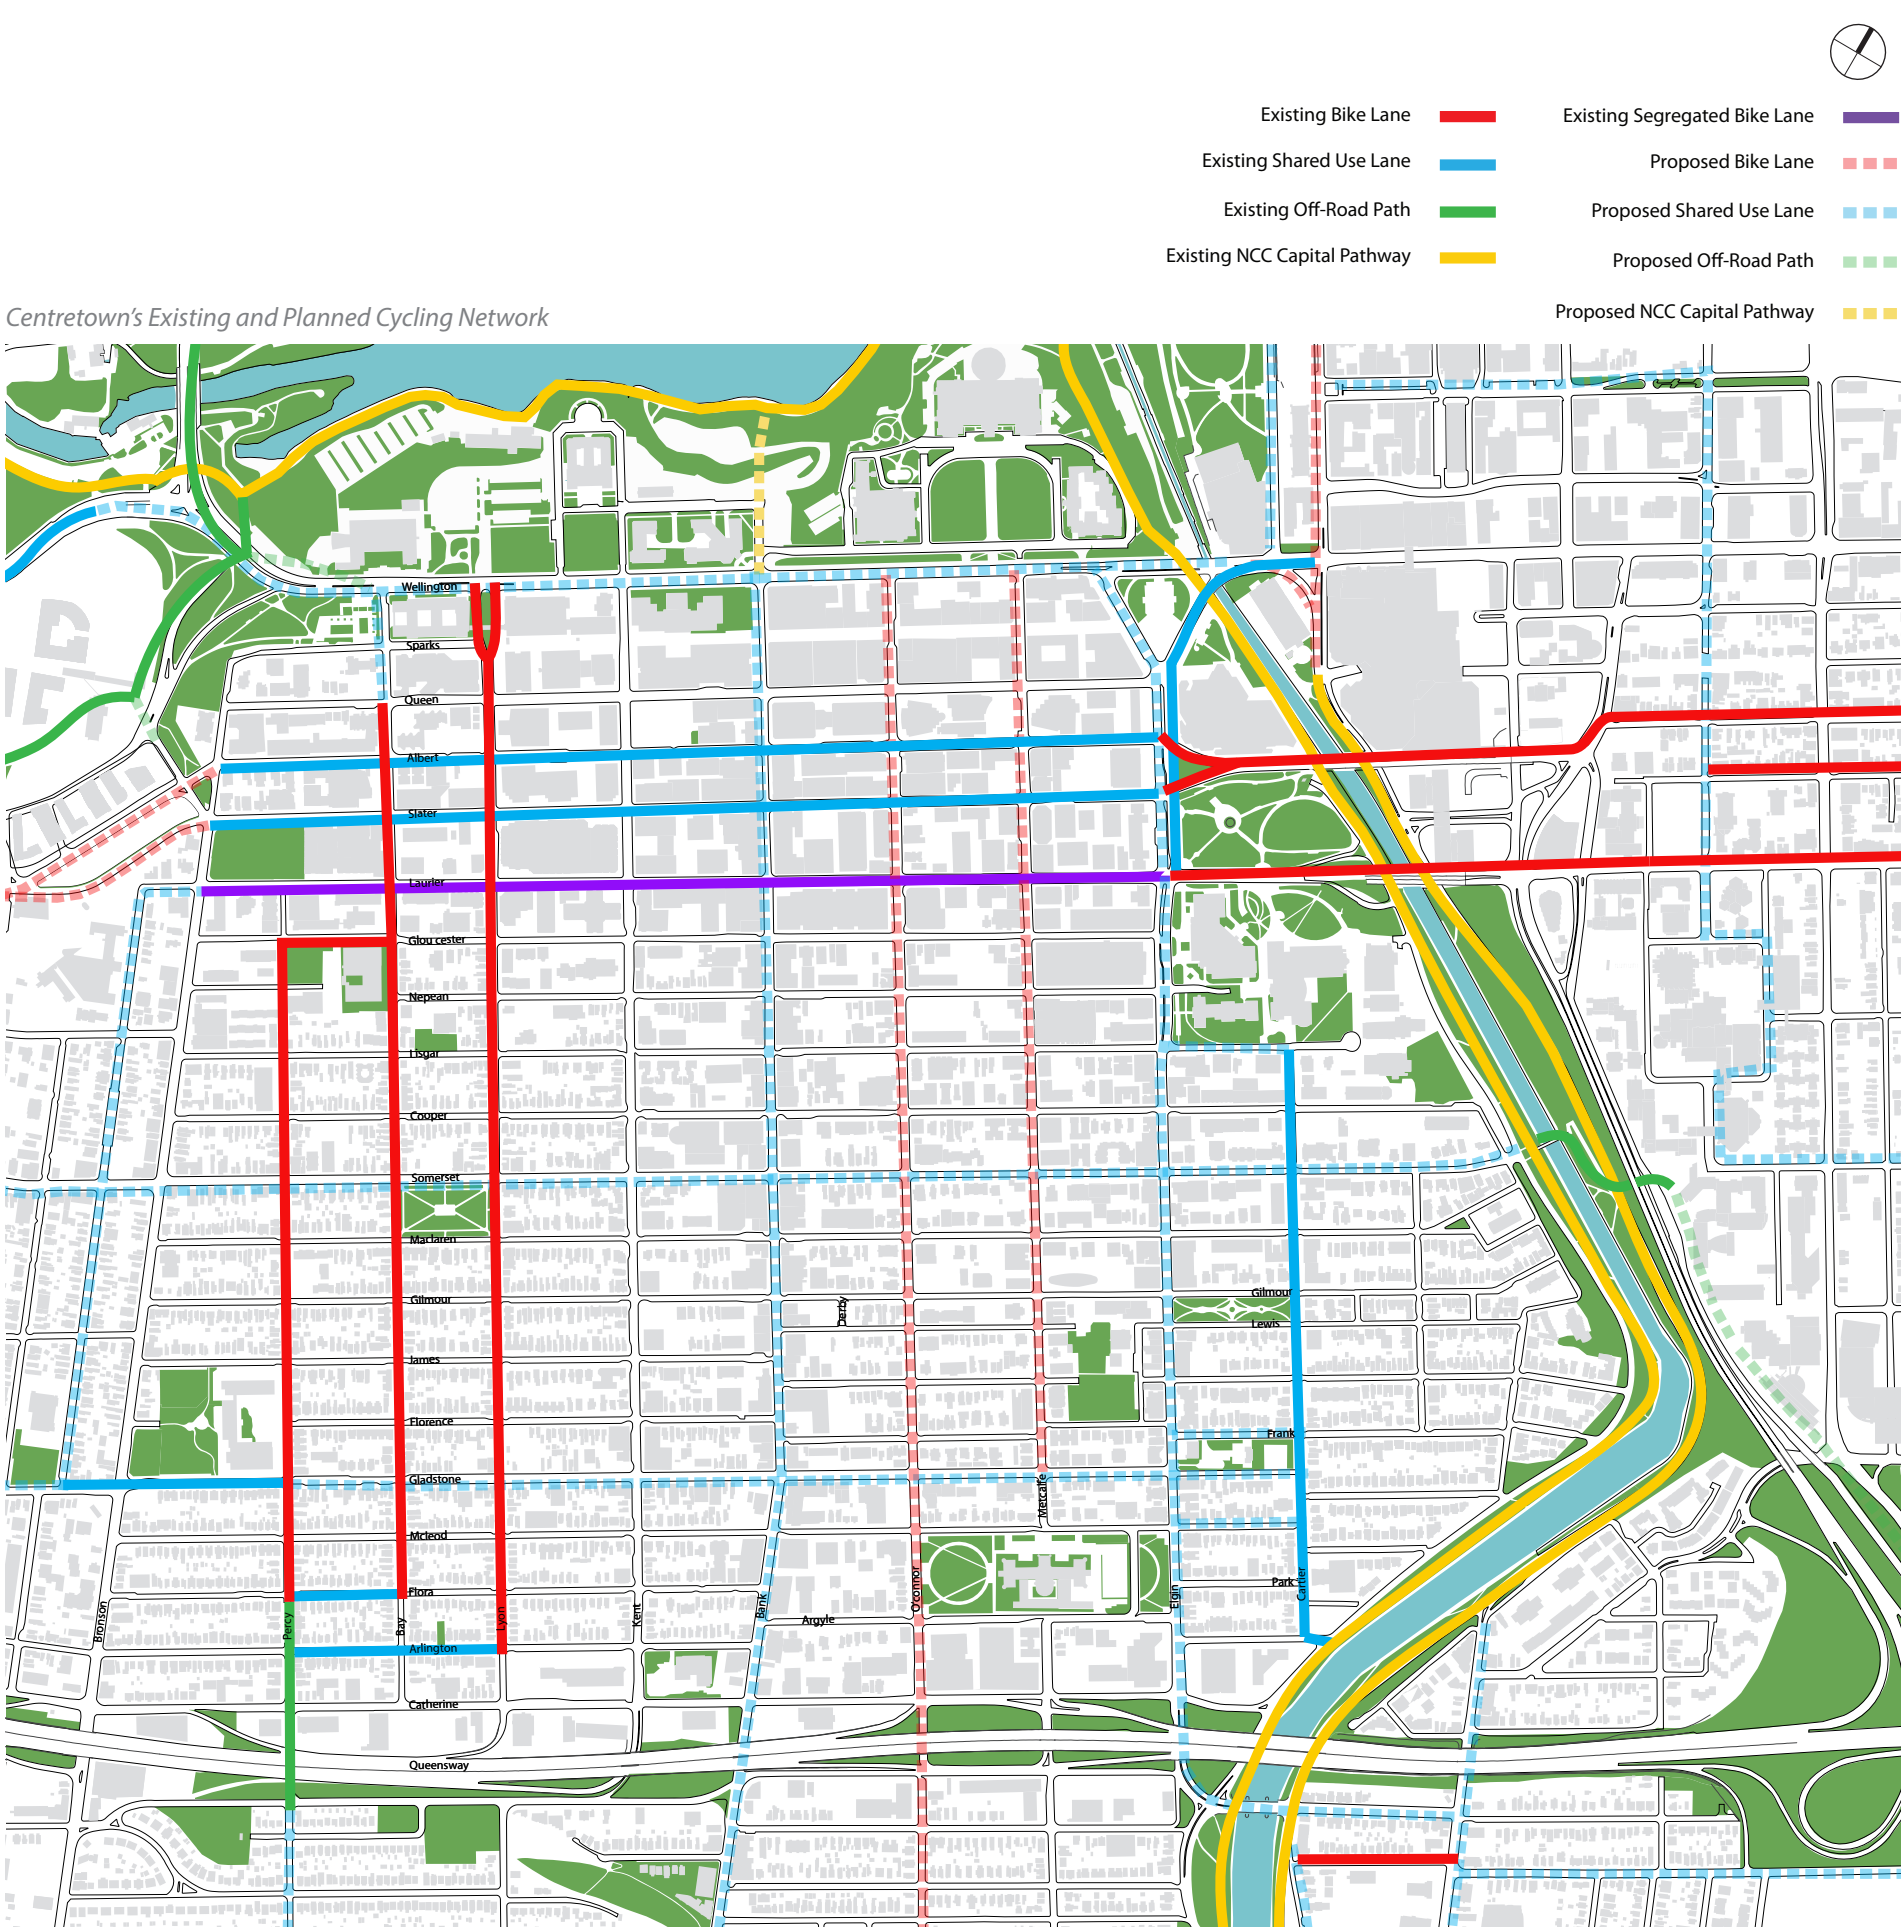 Existing Bike Lane
Existing Segregated Bike Lane
Existing Shared Use Lane
Proposed Bike Lane
Existing Off-Road Path
Proposed Shared Use Lane
Existing NCC Capital Pathway
Proposed Off-Road Path
Proposed NCC Capital Pathway
Centretown's Existing and Planned Cycling Network
Wellington
Sparks
Queen
Albert
Slater
Laurier
Glou cester
Nepean
Lisgar
Cooper
Somerset
Maclaren
Gilmour
Gilmour
Derby
Lewis
James
Florence
Frank
Gladstone
Metcalfe
Mcleod
Flora
Park
Cartier
Elgin
O'connor
Bank
Kent
Lyon
Bay
Percy
Bronson
Argyle
Arlington
Catherine
Queensway